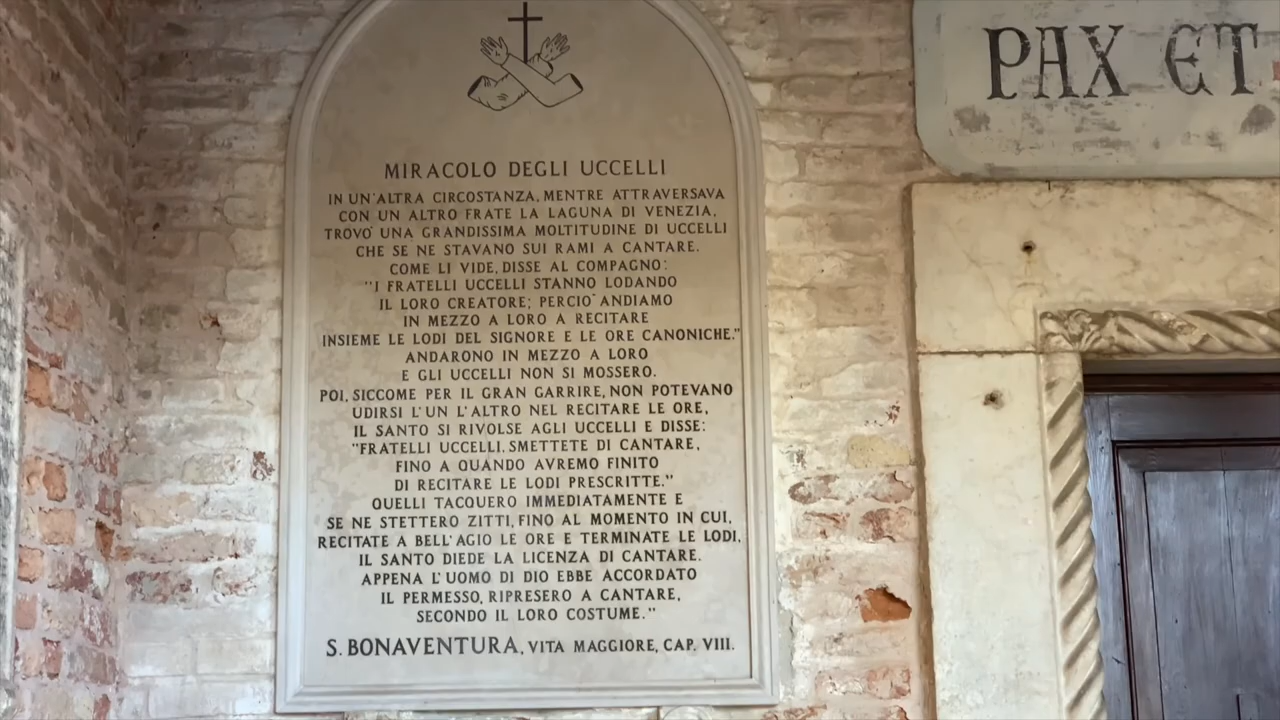 MIRACOLO DEGLI UCCELLI
IN UN'ALTRA CIRCOSTANZA, MENTRE ATTRAVERSAVA
CON UN ALTRO FRATE LA LAGUNA DI VENEZIA,
TROVO' UNA GRANDISSIMA MOLTITUDINE DI UCCELLI
CHE SE NE STAVANO SUI RAMI A CANTARE.
COME LI VIDE, DISSE AL COMPAGNO:
"I FRATELLI UCCELLI STANNO LODANDO
IL LORO CREATORE; PERCIO' ANDIAMO
IN MEZZO A LORO A RECITARE
INSIEME LE LODI DEL SIGNORE E LE ORE CANONICHE."
ANDARONO IN MEZZO A LORO
E GLI UCCELLI NON SI MOSSERO.
POI, SICCOME PER IL GRAN GARRIRE, NON POTEVANO
UDIRSI L'UN L'ALTRO NEL RECITARE LE ORE,
IL SANTO SI RIVOLSE AGLI UCCELLI E DISSE:
"FRATELLI UCCELLI, SMETTETE DI CANTARE,
FINO A QUANDO AVREMO FINITO
DI RECITARE LE LODI PRESCRITTE."
QUELLI TACQUERO IMMEDIATAMENTE E
SE NE STETTERO ZITTI, FINO AL MOMENTO IN CUI,
RECITATE A BELL'AGIO LE ORE E TERMINATE LE LODI,
IL SANTO DIEDE LA LICENZA DI CANTARE.
APPENA L'UOMO DI DIO EBBE ACCORDATO
IL PERMESSO, RIPRESERO A CANTARE,
SECONDO IL LORO COSTUME."
S. BONAVENTURA, VITA MAGGIORE, CAP. VIII.
PAX ET